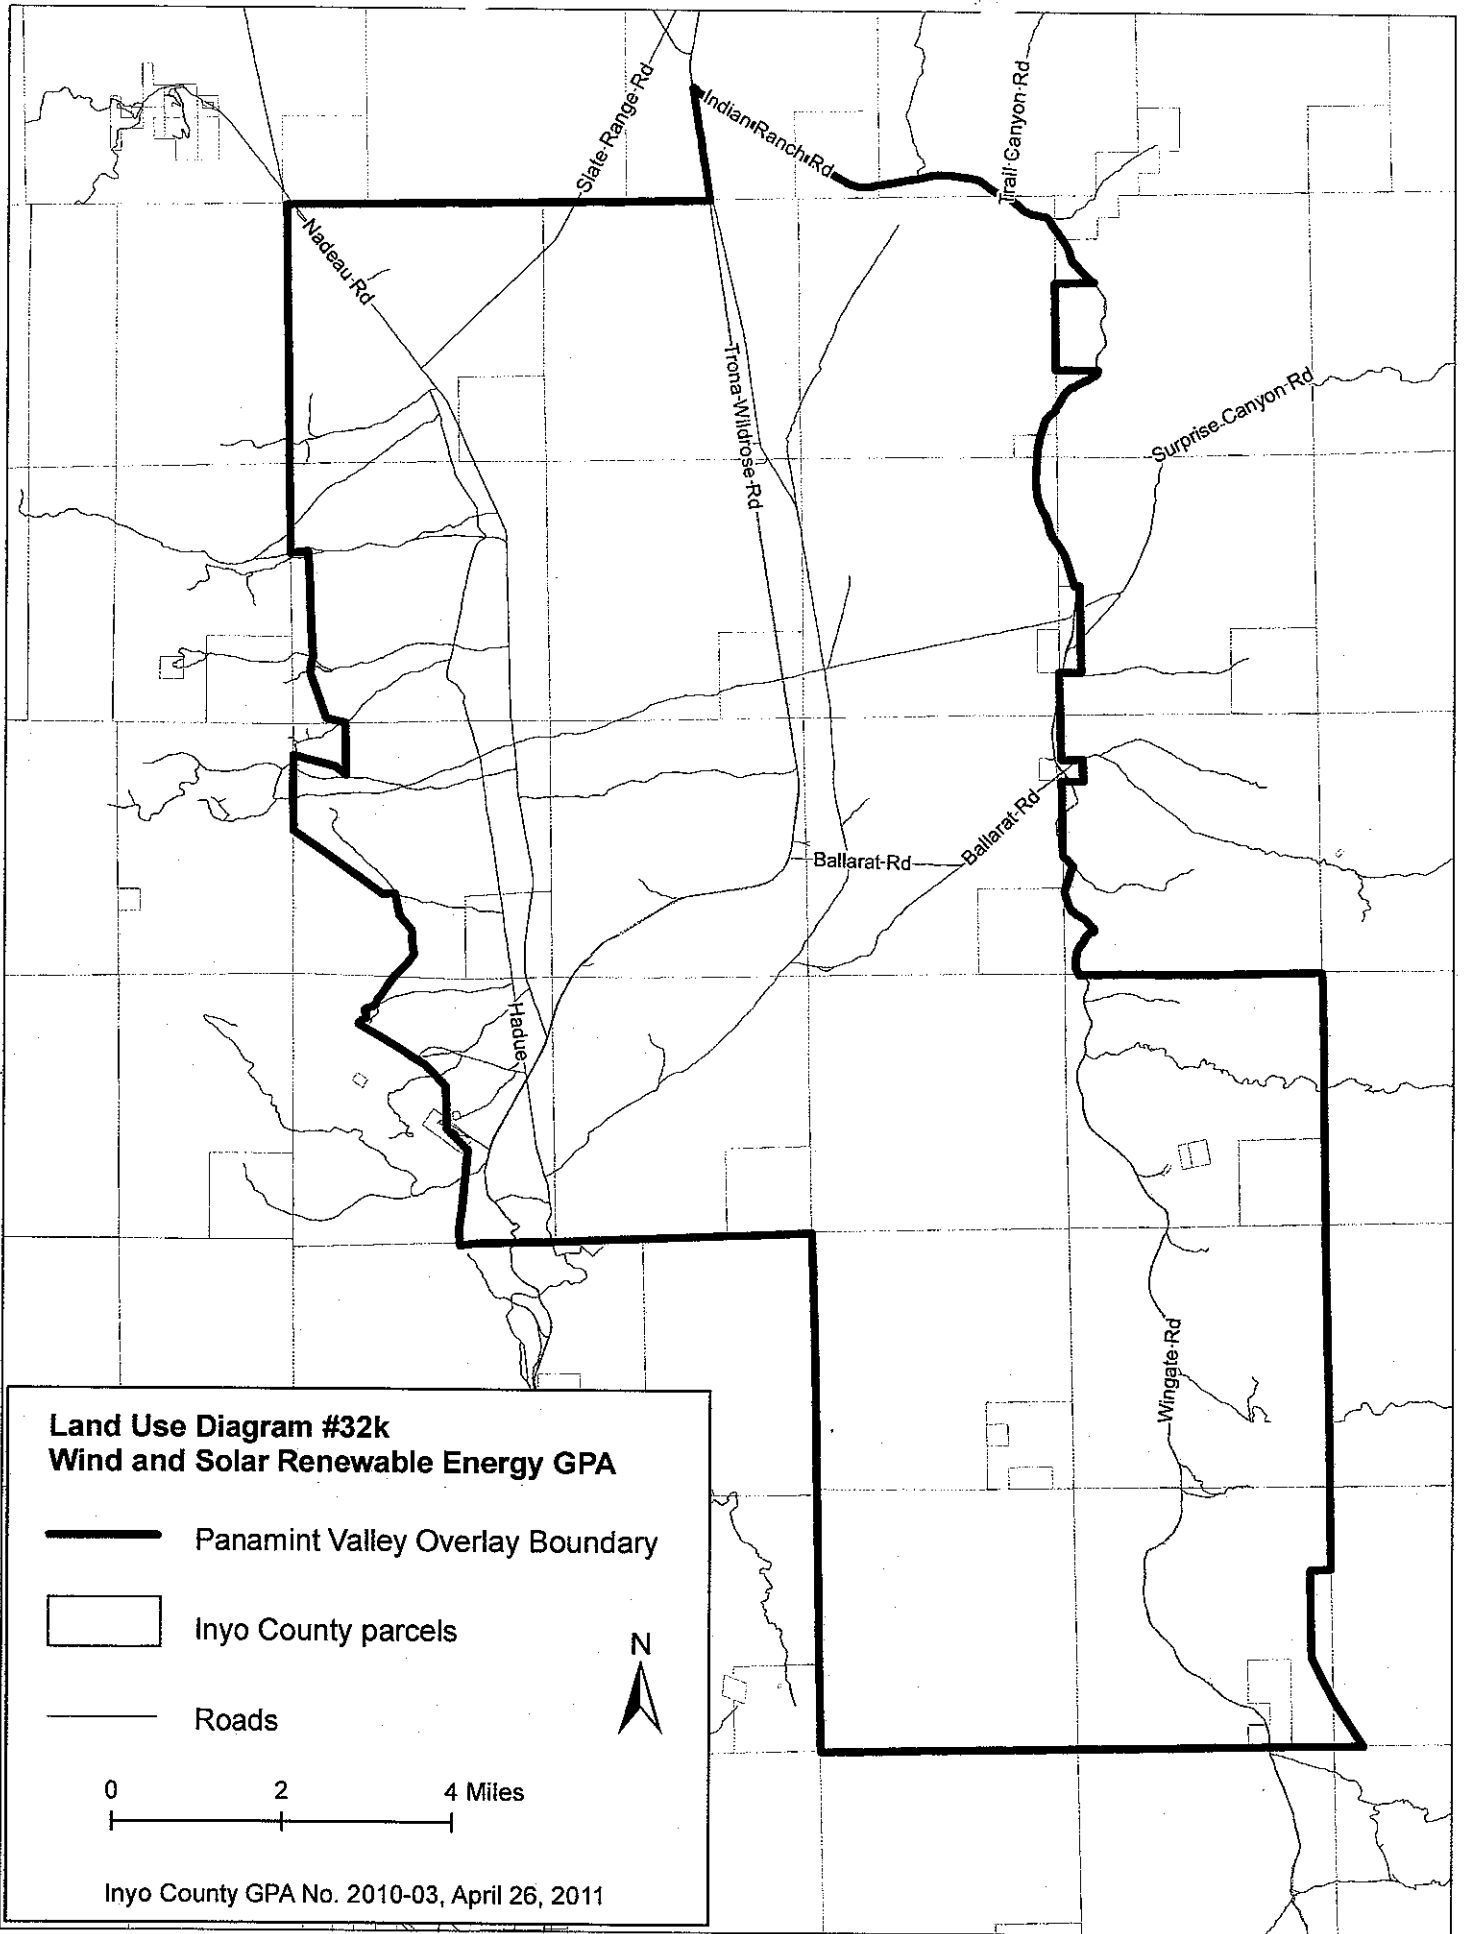 Slate-Range-Rd
Indian-Ranch-Rd
Trail-Canyon-Rd
Nadeau-Rd
Trona-Wildrose-Rd
Surprise-Canyon-Rd
Ballarat-Rd
Ballarat-Rd
Hadue
Wingate-Rd
Land Use Diagram #32k
Wind and Solar Renewable Energy GPA
Panamint Valley Overlay Boundary
Inyo County parcels
N
Roads
0 2 4 Miles
Inyo County GPA No. 2010-03, April 26, 2011